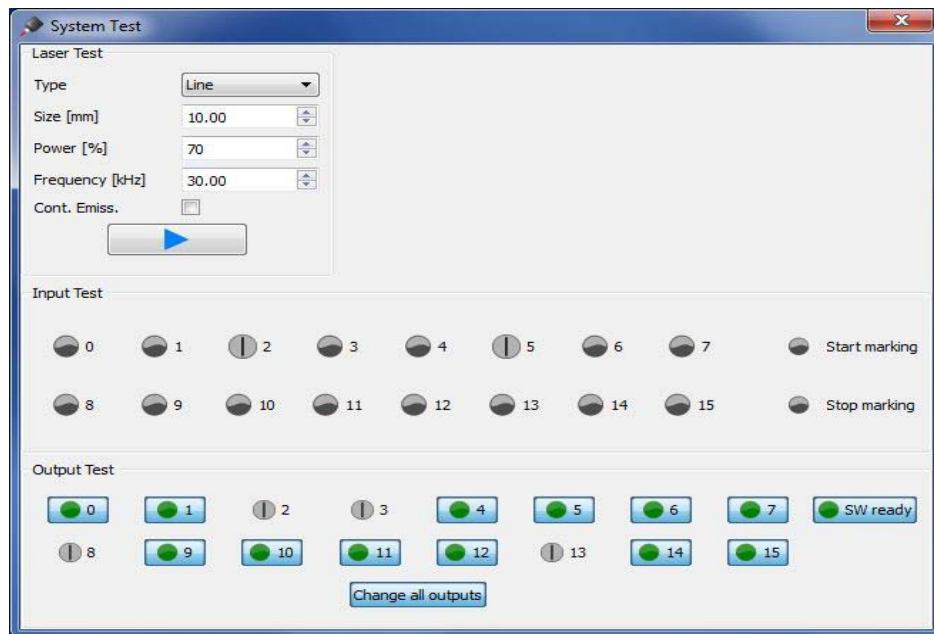 System Test
Laser Test
Type Line
Size [mm] 10.00
Power [%] 70
Frequency [kHz] 30.00
Cont. Emiss.
Input Test
0 1 2 3 4 5 6 7 Start marking
8 9 10 11 12 13 14 15 Stop marking
Output Test
0 1 2 3 4 5 6 7 SW ready
8 9 10 11 12 13 14 15
Change all outputs